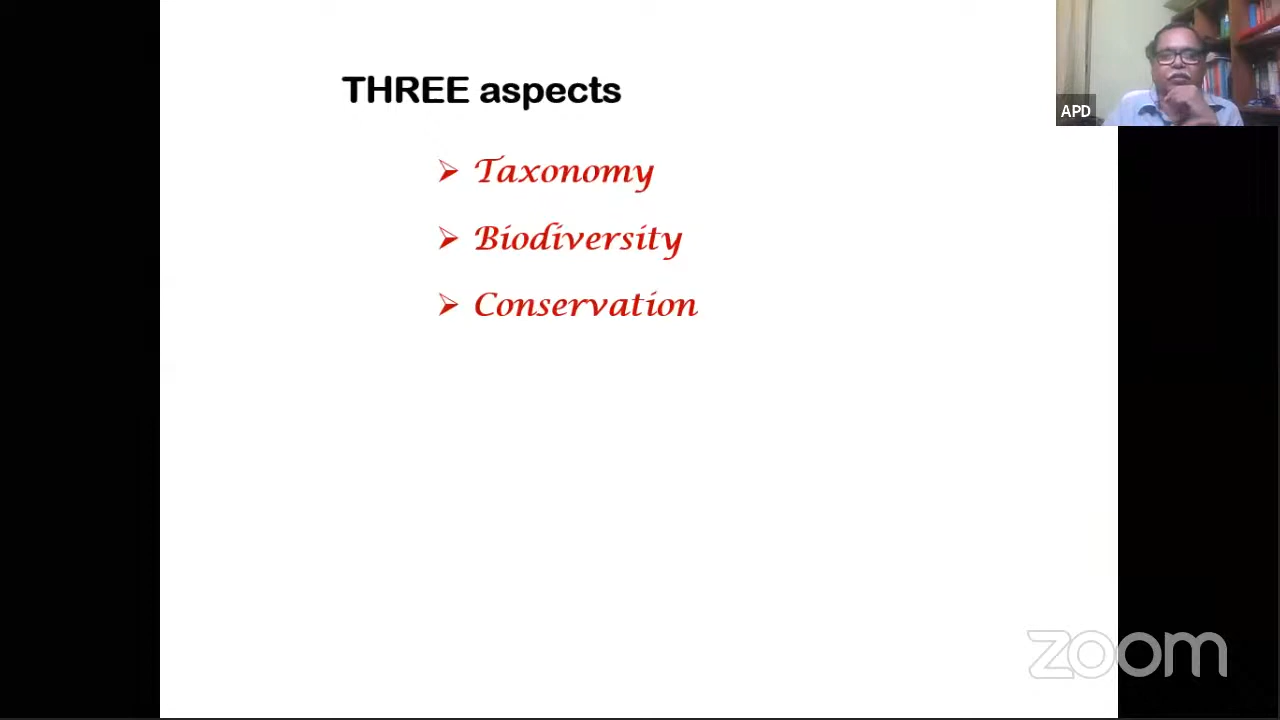 THREE aspects
APD
➢ Taxonomy
➢ Biodiversity
➢ Conservation
zoom